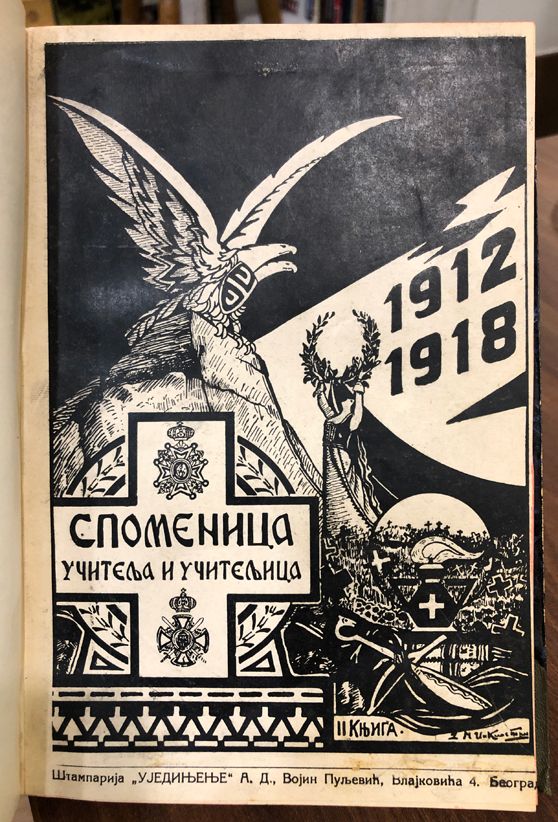 1912
1918
СПОМЕНИЦА
УЧИТЕЉА И УЧИТЕЉИЦА
II КЊИГА.
Штампарија „УЈЕДИЊЕЊЕ“ А. Д., Војин Пуљевић, Влајковића 4. Београд